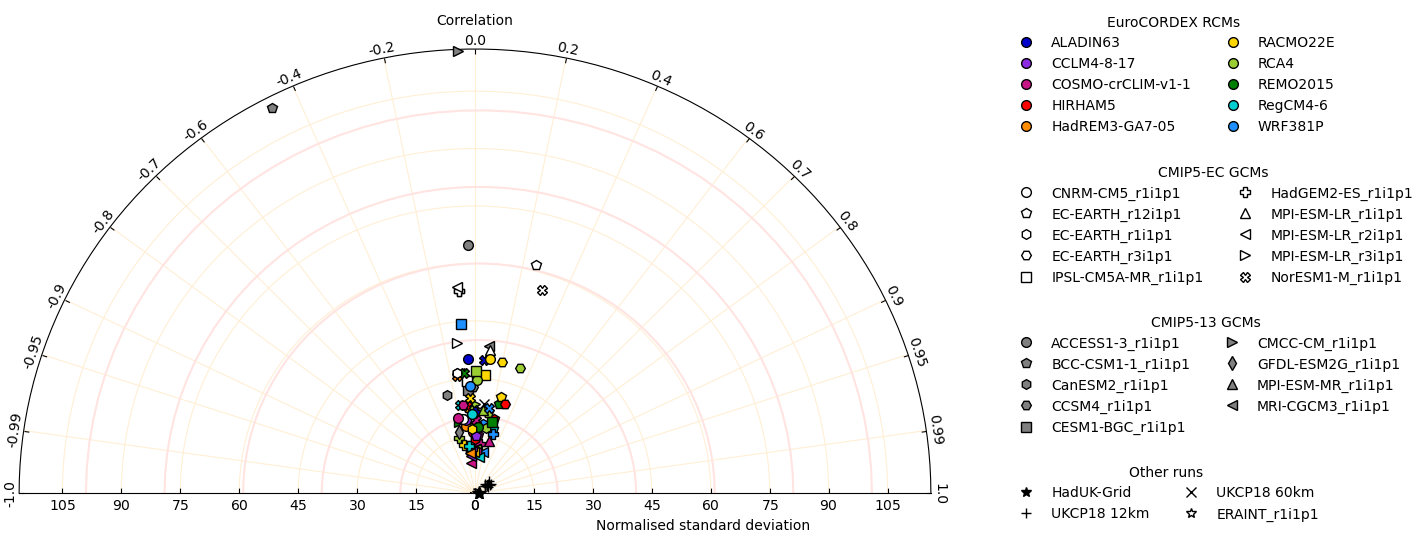 Correlation
-1.0
-0.99
-0.95
-0.9
-0.8
-0.7
-0.6
-0.4
-0.2
0.0
0.2
0.4
0.6
0.7
0.8
0.9
0.95
0.99
1.0
105 90 75 60 45 30 15 0 15 30 45 60 75 90 105
0
Normalised standard deviation
EuroCORDEX RCMs
ALADIN63 RACMO22E
CCLM4-8-17 RCA4
COSMO-crCLIM-v1-1 REMO2015
HIRHAM5 RegCM4-6
HadREM3-GA7-05 WRF381P
CMIP5-EC GCMs
CNRM-CM5_r1i1p1 HadGEM2-ES_r1i1p1
EC-EARTH_r12i1p1 MPI-ESM-LR_r1i1p1
EC-EARTH_r1i1p1 MPI-ESM-LR_r2i1p1
EC-EARTH_r3i1p1 MPI-ESM-LR_r3i1p1
IPSL-CM5A-MR_r1i1p1 NorESM1-M_r1i1p1
CMIP5-13 GCMs
ACCESS1-3_r1i1p1 CMCC-CM_r1i1p1
BCC-CSM1-1_r1i1p1 GFDL-ESM2G_r1i1p1
CanESM2_r1i1p1 MPI-ESM-MR_r1i1p1
CCSM4_r1i1p1 MRI-CGCM3_r1i1p1
CESM1-BGC_r1i1p1
Other runs
HadUK-Grid UKCP18 60km
UKCP18 12km ERAINT_r1i1p1